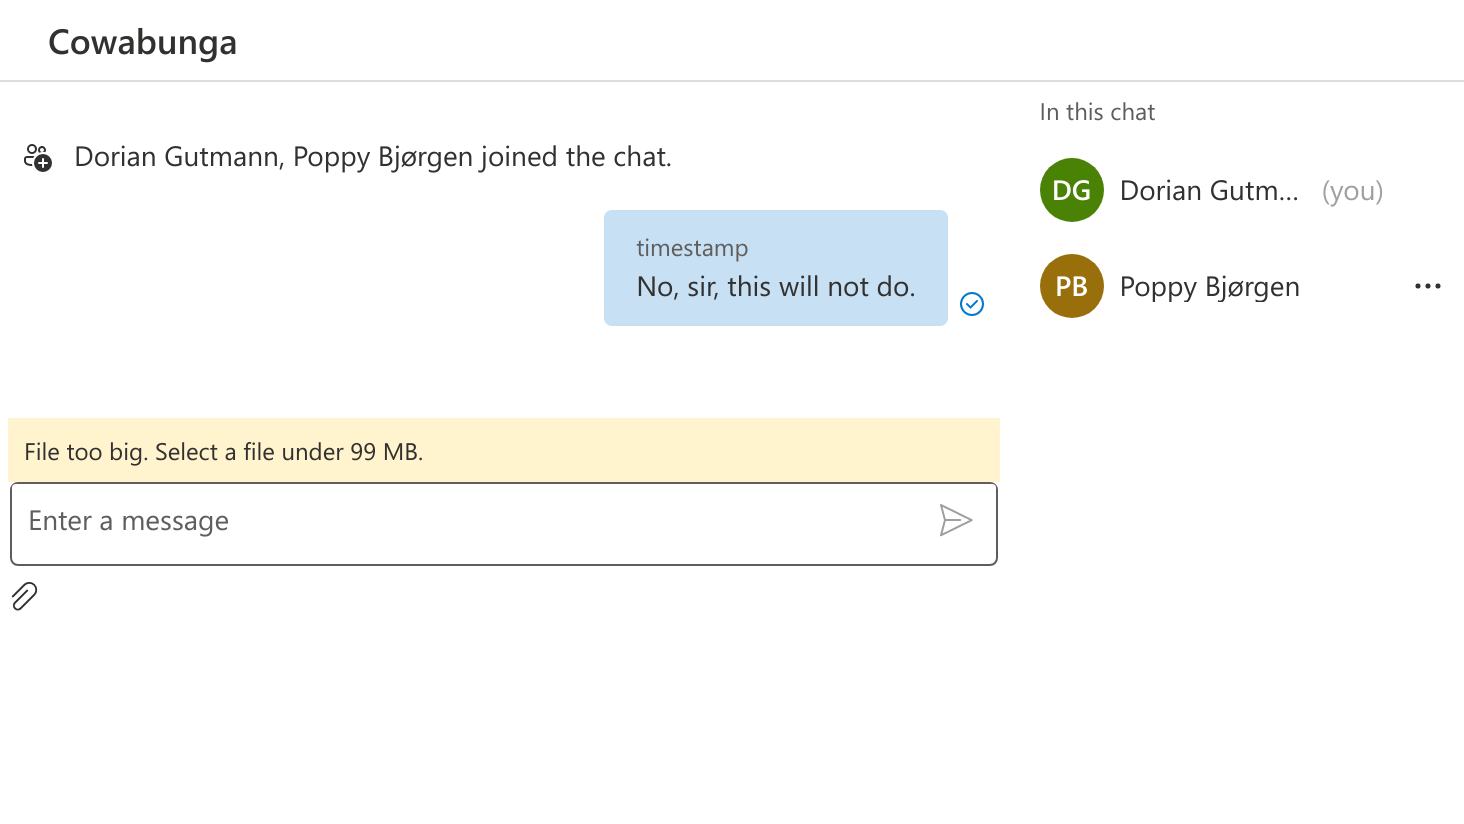 Cowabunga
In this chat
Dorian Gutmann, Poppy Bjørgen joined the chat.
DG Dorian Gutm... (you)
timestamp
No, sir, this will not do.
PB Poppy Bjørgen
File too big. Select a file under 99 MB.
Enter a message